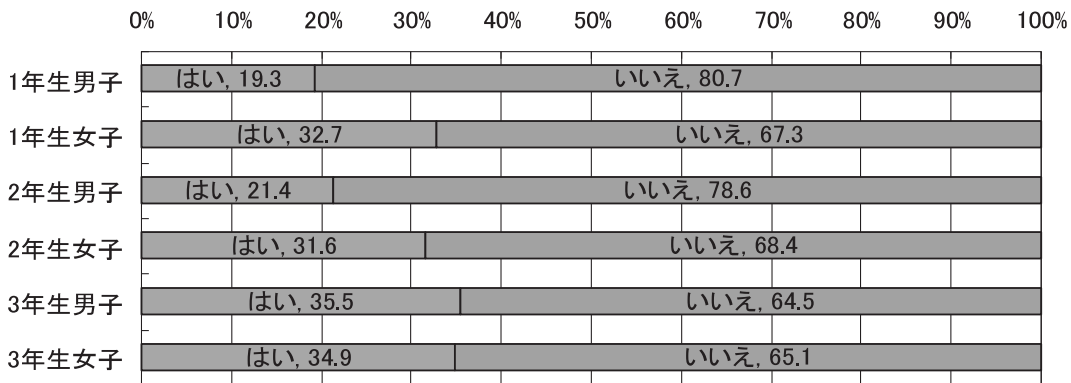 0% 10% 20% 30% 40% 50% 60% 70% 80% 90% 100%
1年生男子 はい, 19.3 いいえ, 80.7
1年生女子 はい, 32.7 いいえ, 67.3
2年生男子 はい, 21.4 いいえ, 78.6
2年生女子 はい, 31.6 いいえ, 68.4
3年生男子 はい, 35.5 いいえ, 64.5
3年生女子 はい, 34.9 いいえ, 65.1